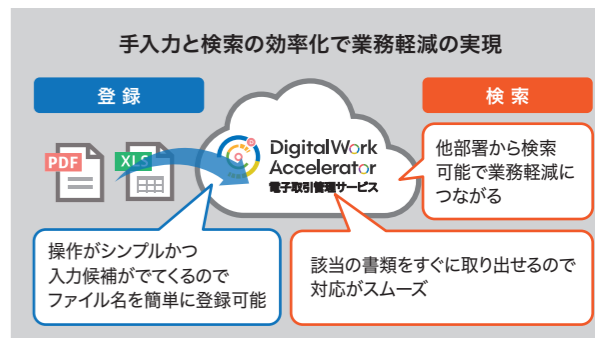 手入力と検索の効率化で業務軽減の実現
登録
検索
PDF
XLS
DigitalWork
Accelerator
電子取引管理サービス
他部署から検索
可能で業務軽減に
つながる
操作がシンプルかつ
入力候補がでてくるので
ファイル名を簡単に登録可能
該当の書類をすぐに取り出せるので
対応がスムーズ